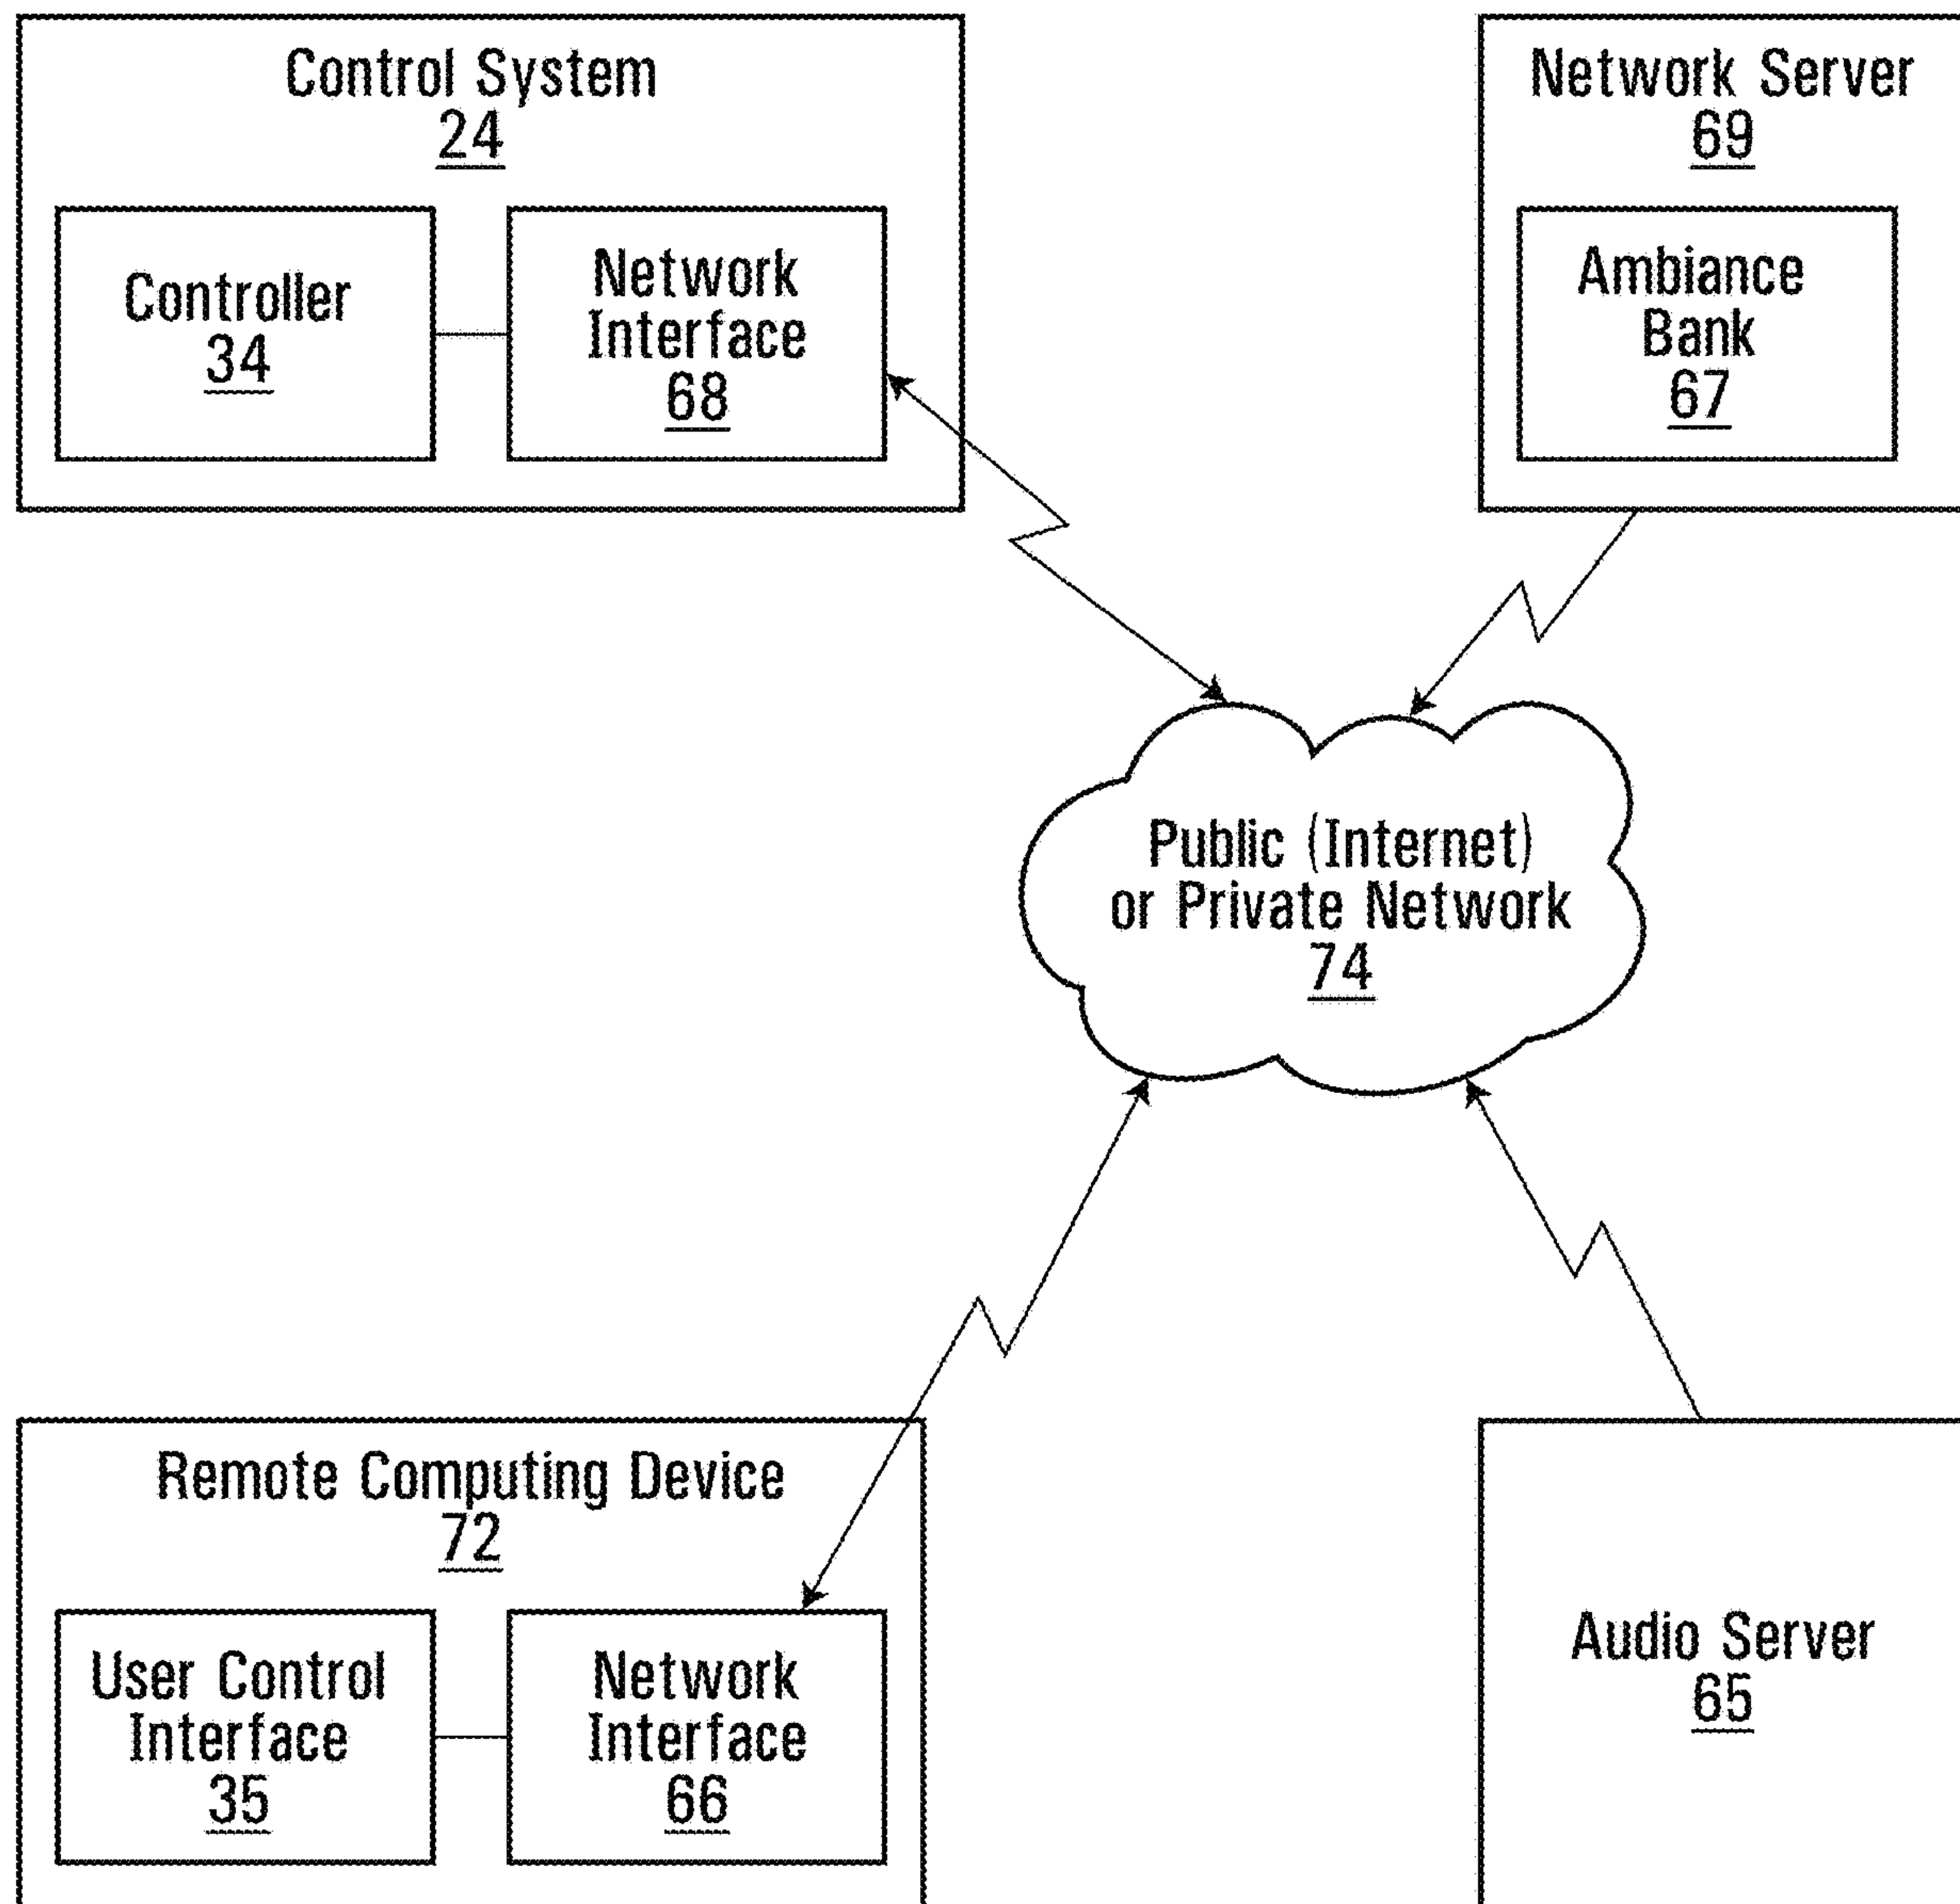 Control System
24
Controller
34
Network
Interface
68
Network Server
69
Ambiance
Bank
67
Public (Internet)
or Private Network
74
Remote Computing Device
72
User Control
Interface
35
Network
Interface
66
Audio Server
65